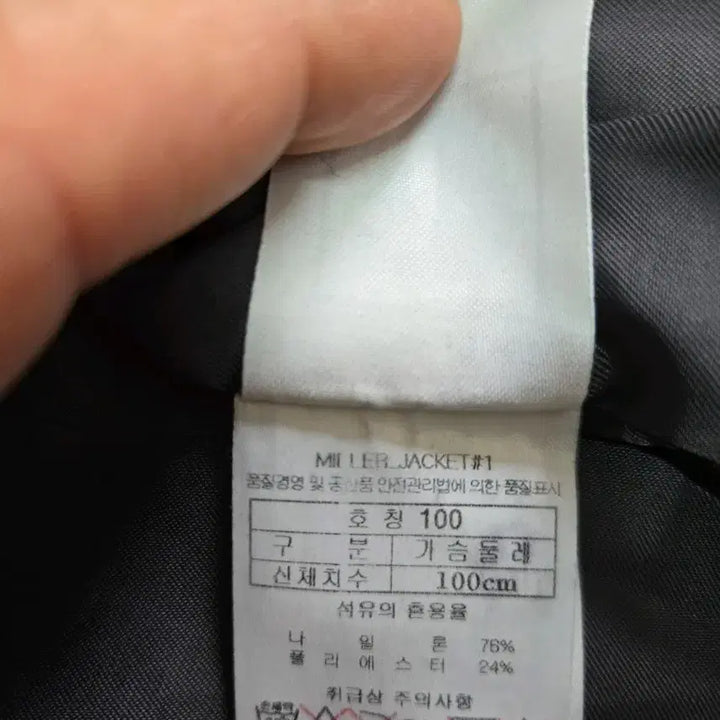 MILLER_JACKET#1
품질경영 및 공산품 안전관리법에 의한 품질표시
호 칭 100
구 분 가 슴 둘 레
신체치수 100cm
섬유의 혼용율
나 일 론 76%
폴 리 에 스 터 24%
취급상 주의사항
손세탁